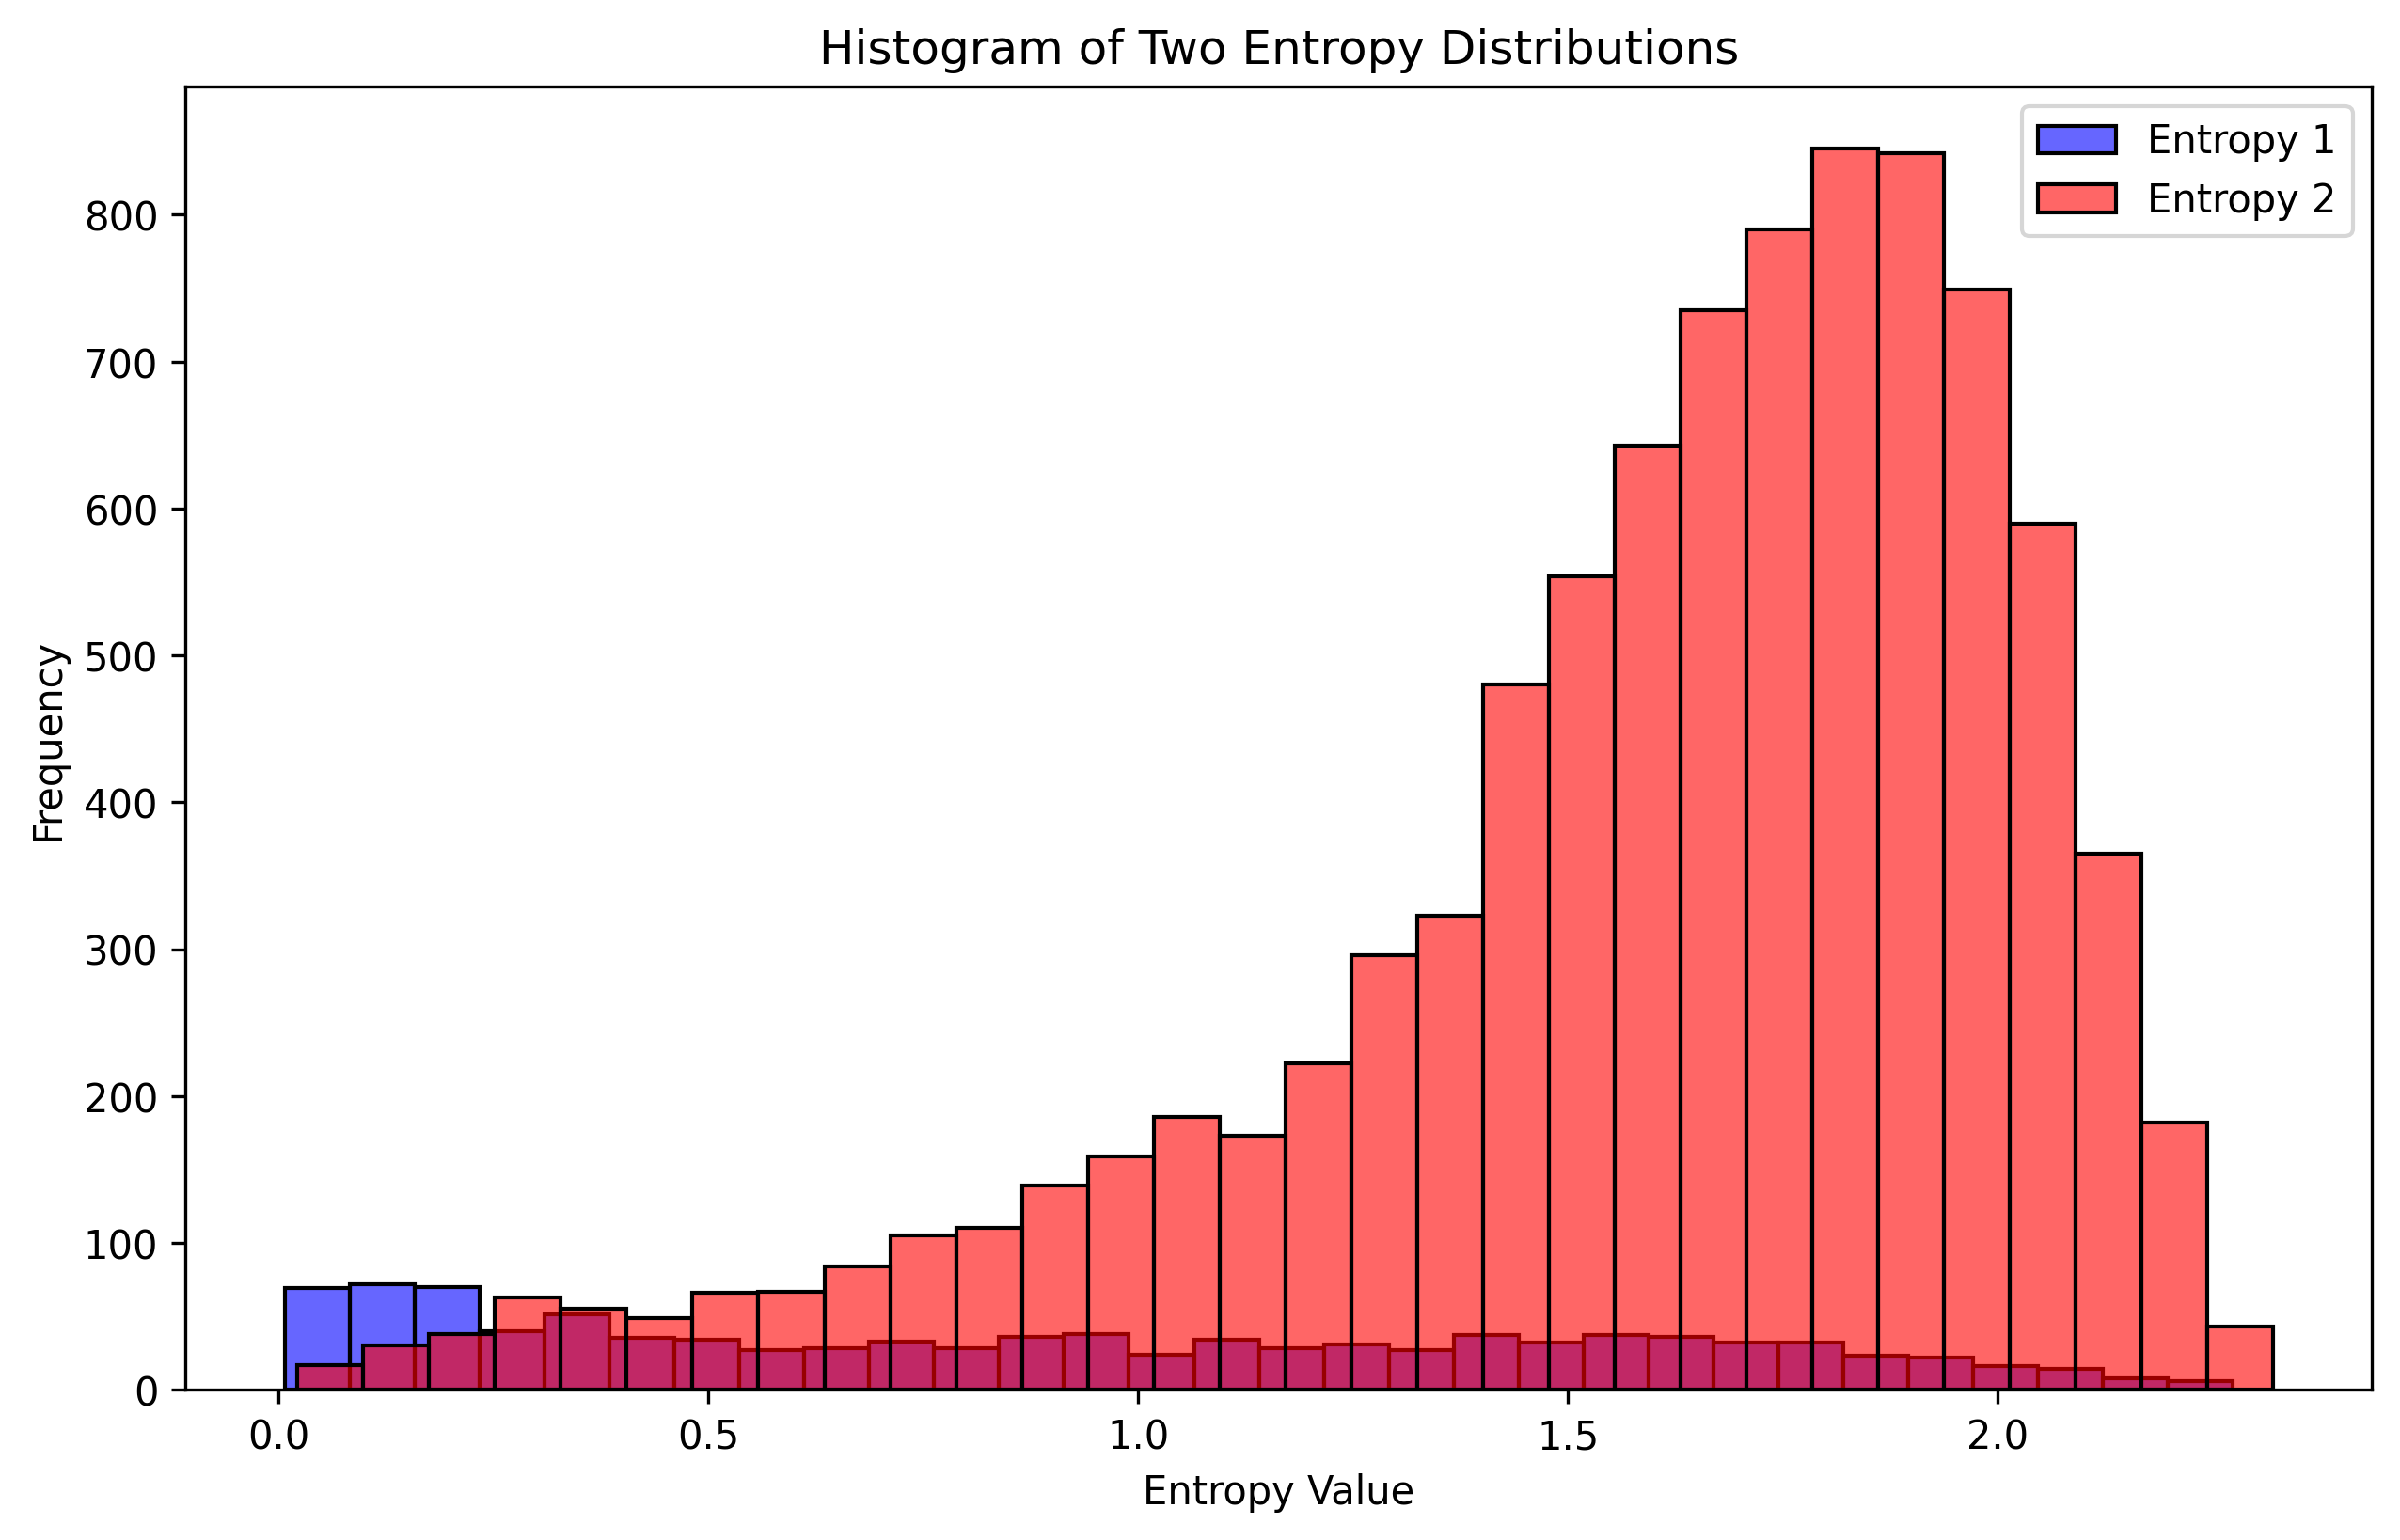 Histogram of Two Entropy Distributions
Entropy 1
Entropy 2
800
700
600
500
400
300
200
100
0
Frequency
0.0 0.5 1.0 1.5 2.0
Entropy Value